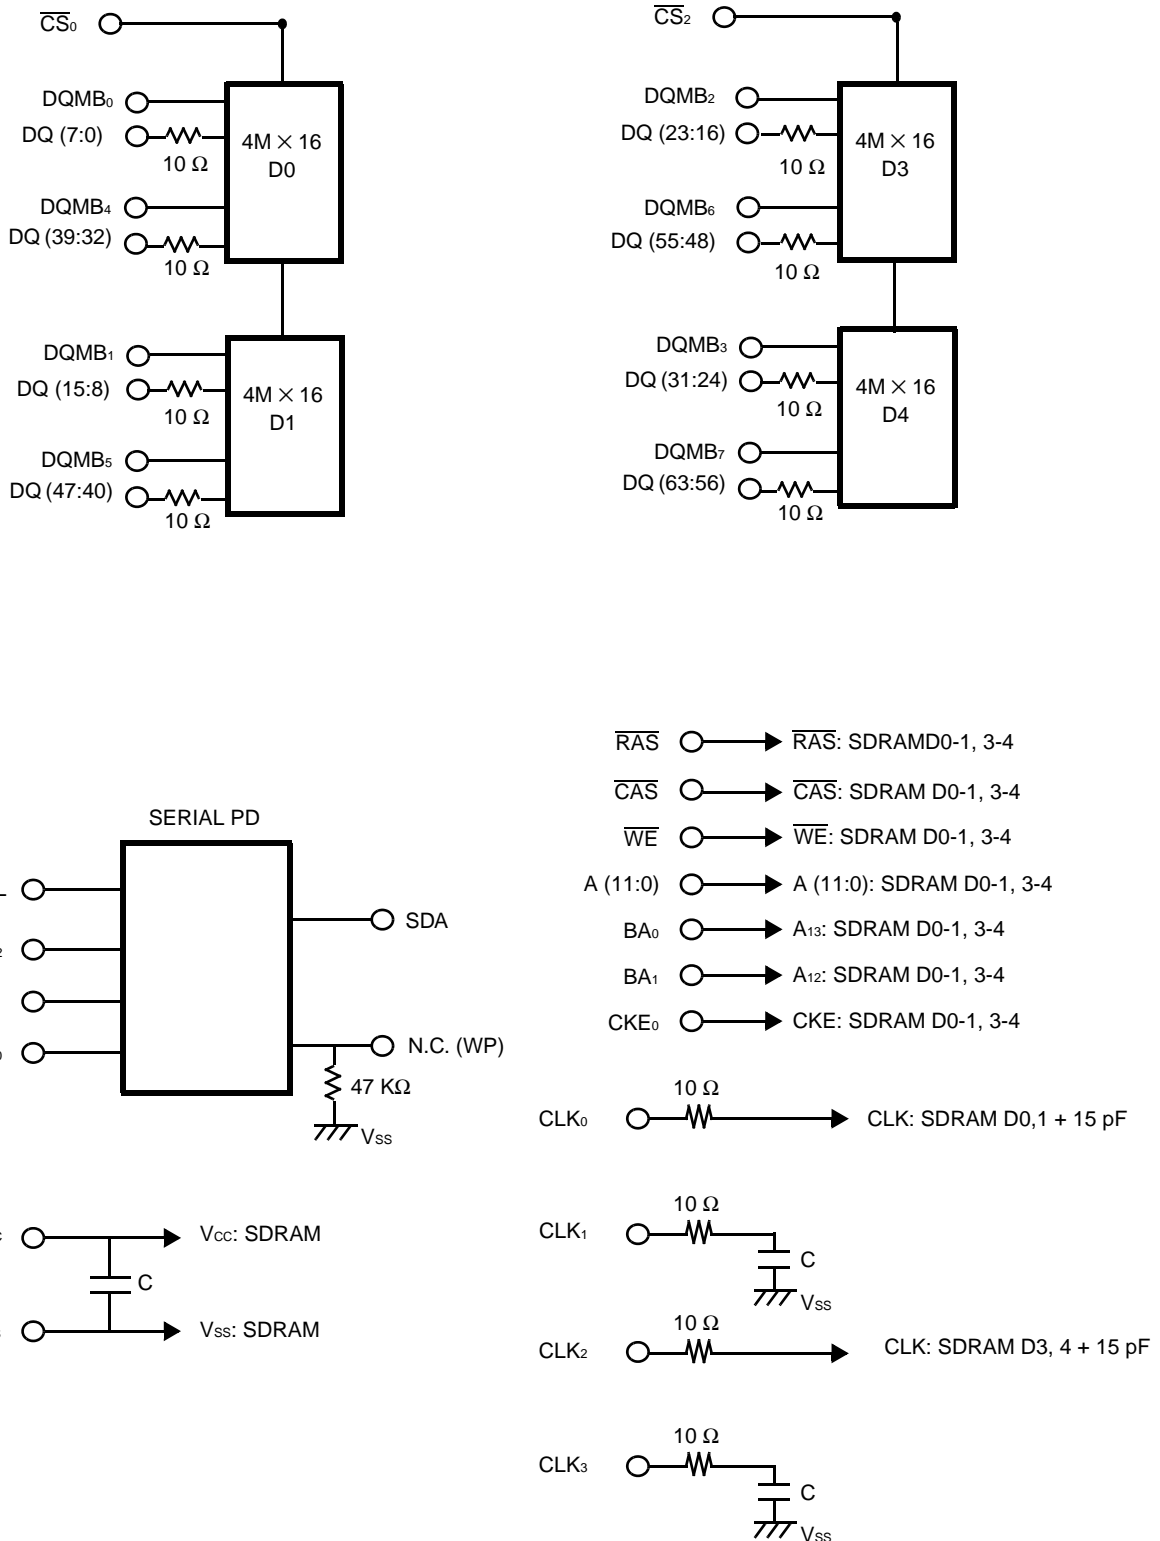 CS0
DQMB0
DQ (7:0)
10 Ω
4M × 16
D0
DQMB4
DQ (39:32)
10 Ω
DQMB1
DQ (15:8)
10 Ω
4M × 16
D1
DQMB5
DQ (47:40)
10 Ω
CS2
DQMB2
DQ (23:16)
10 Ω
4M × 16
D3
DQMB6
DQ (55:48)
10 Ω
DQMB3
DQ (31:24)
10 Ω
4M × 16
D4
DQMB7
DQ (63:56)
10 Ω
SERIAL PD
SDA
N.C. (WP)
47 KΩ
VSS
VCC: SDRAM
C
VSS: SDRAM
RAS RAS: SDRAMD0-1, 3-4
CAS CAS: SDRAM D0-1, 3-4
WE WE: SDRAM D0-1, 3-4
A (11:0) A (11:0): SDRAM D0-1, 3-4
BA0 A13: SDRAM D0-1, 3-4
BA1 A12: SDRAM D0-1, 3-4
CKE0 CKE: SDRAM D0-1, 3-4
10 Ω
CLK0 CLK: SDRAM D0,1 + 15 pF
10 Ω
CLK1
C
VSS
10 Ω
CLK2 CLK: SDRAM D3, 4 + 15 pF
10 Ω
CLK3
C
VSS